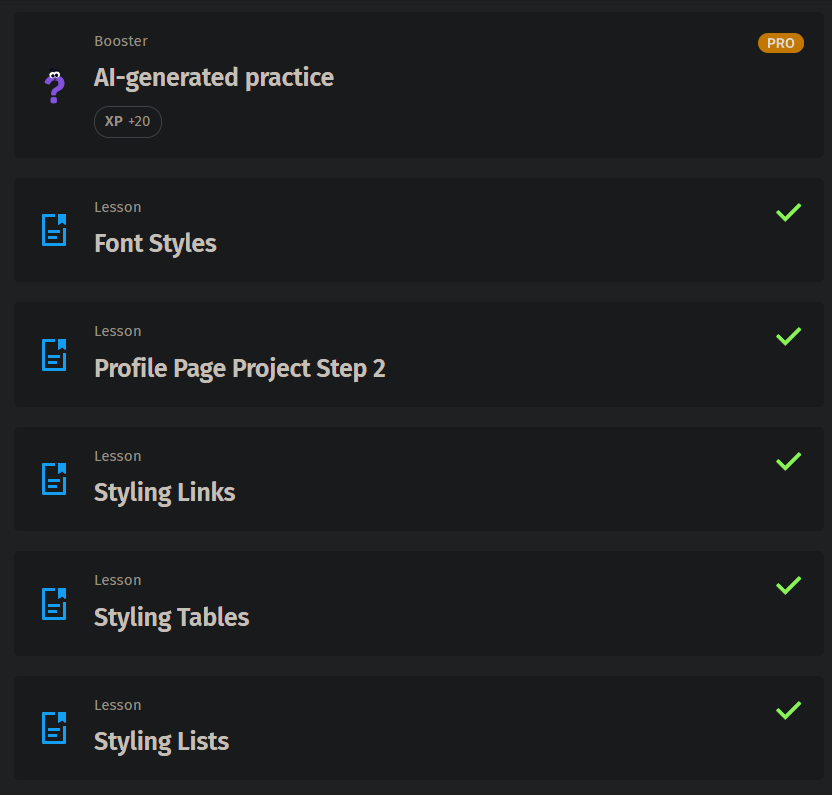 Booster
PRO
AI-generated practice
XP +20
Lesson
Font Styles
Lesson
Profile Page Project Step 2
Lesson
Styling Links
Lesson
Styling Tables
Lesson
Styling Lists